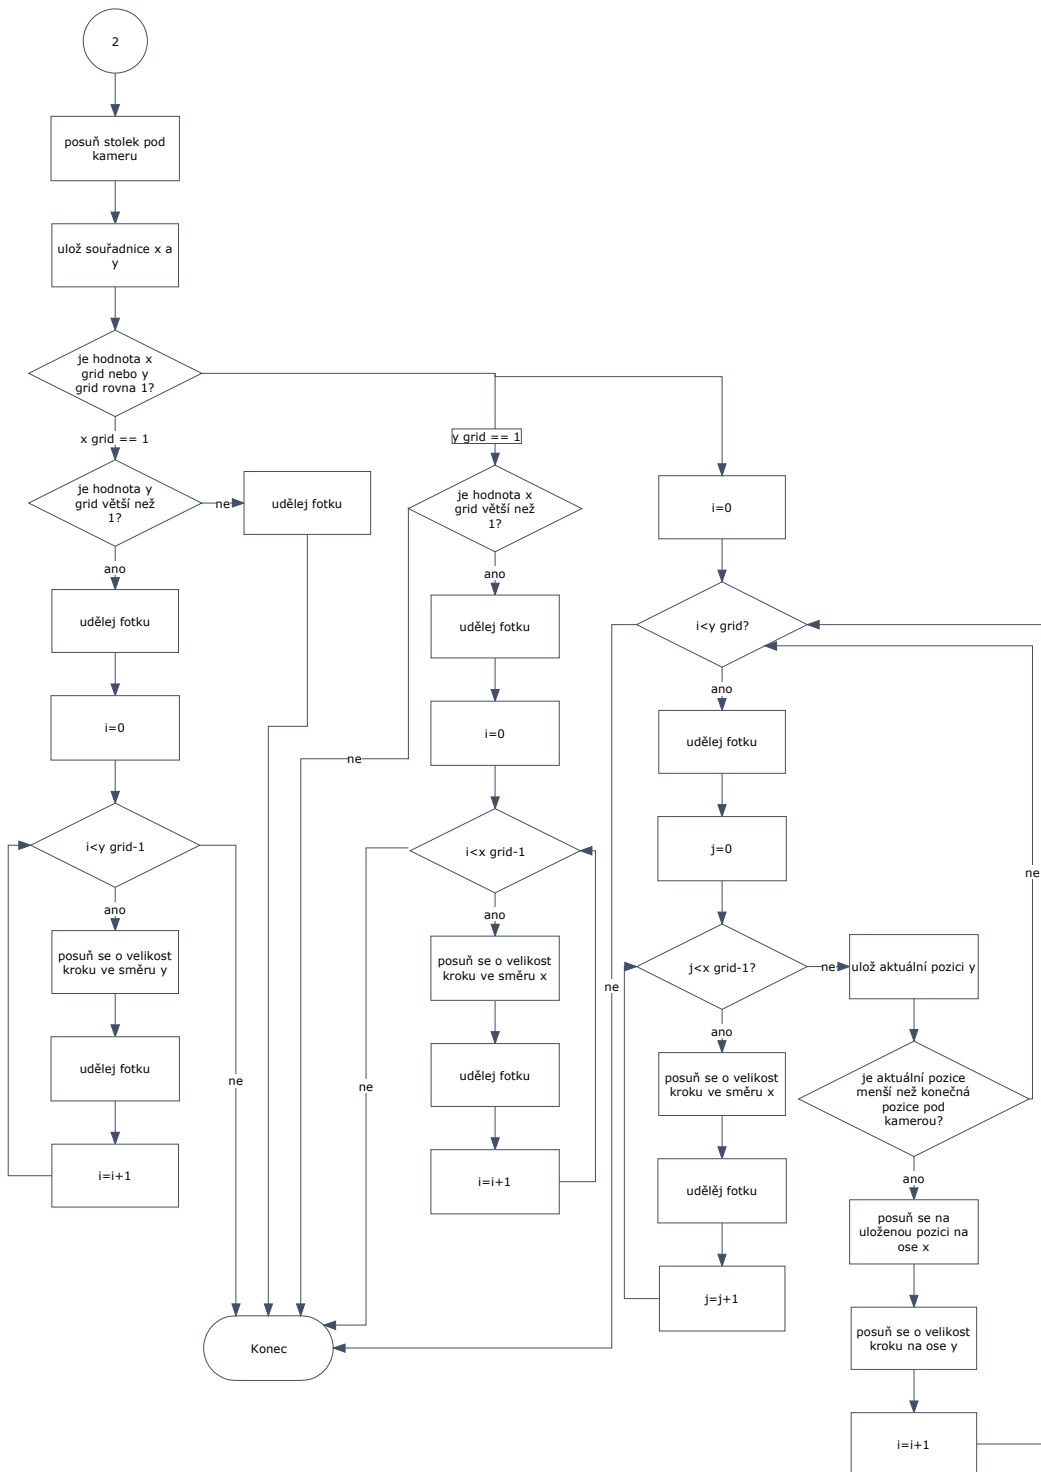 2
posuň stolek pod
kameru
ulož souřadnice x a
y
je hodnota x
grid nebo y
grid rovna 1?
x grid == 1
je hodnota y
grid větší než
1?
ne
udělej fotku
ano
udělej fotku
i=0
i<y grid-1
ano
posuň se o velikost
kroku ve směru y
udělej fotku
ne
i=i+1
y grid == 1
je hodnota x
grid větší než
1?
ano
udělej fotku
i=0
ne
i<x grid-1
ano
posuň se o velikost
kroku ve směru x
udělej fotku
ne
i=i+1
Konec
i=0
i<y grid?
ano
udělej fotku
j=0
j<x grid-1?
ne
ne
ano
posuň se o velikost
kroku ve směru x
uděléj fotku
j=j+1
ulož aktuální pozici y
ne
je aktuální pozice
menší než konečná
pozice pod
kamerou?
ano
posuň se na
uloženou pozici na
ose x
posuň se o velikost
kroku na ose y
i=i+1